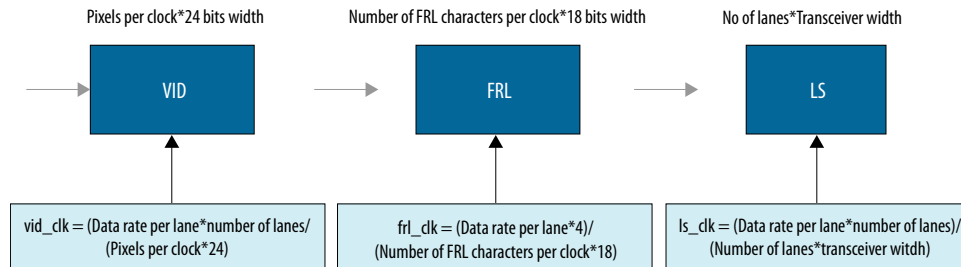 Pixels per clock*24 bits width
Number of FRL characters per clock*18 bits width
No of lanes*Transceiver width
VID
FRL
LS
vid_clk = (Data rate per lane*number of lanes/
(Pixels per clock*24)
frl_clk = (Data rate per lane*4)/
(Number of FRL characters per clock*18)
ls_clk = (Data rate per lane*number of lanes)/
(Number of lanes*transceiver witdh)